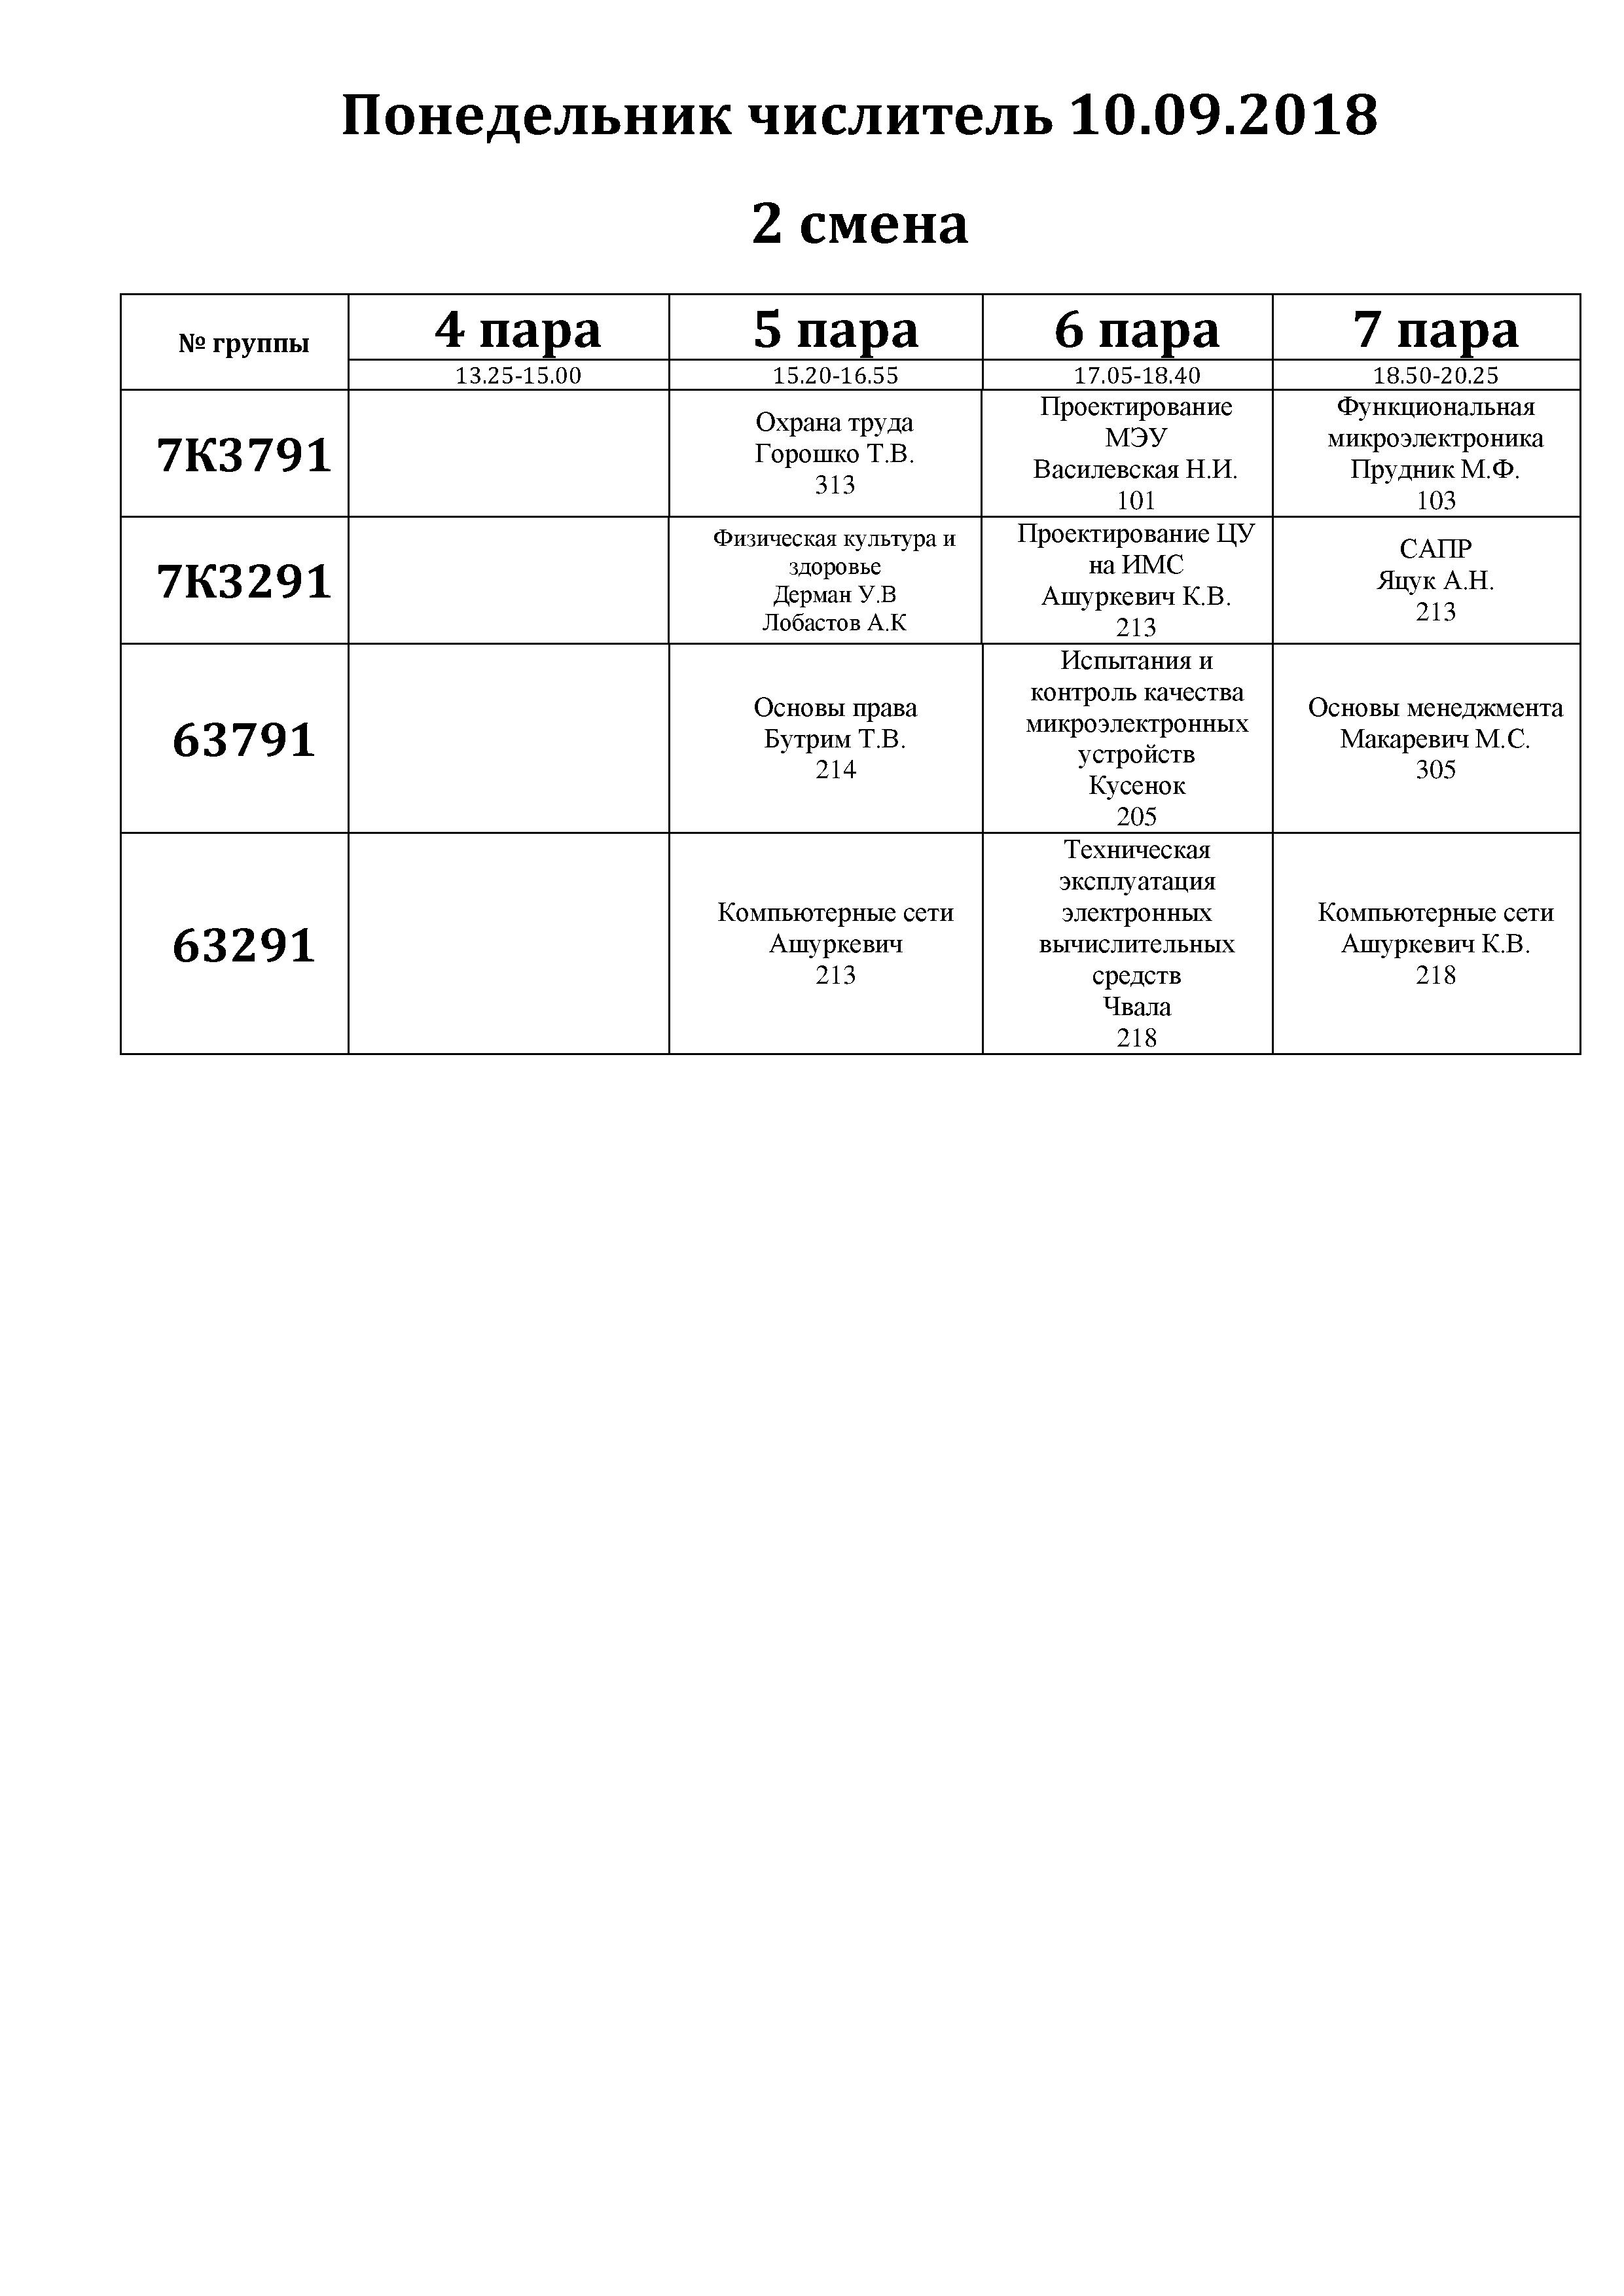 Понедельник числитель 10.09.2018
2 смена
№ группы
4 пара
5 пара
6 пара
7 пара
13.25-15.00
15.20-16.55
17.05-18.40
18.50-20.25
7К3791
Охрана труда
Горошко Т.В.
313
Проектирование
МЭУ
Василевская Н.И.
101
Функциональная
микроэлектроника
Прудник М.Ф.
103
7К3291
Физическая культура и
здоровье
Дерман У.В
Лобастов А.К
Проектирование ЦУ
на ИМС
Ашуркевич К.В.
213
САПР
Яцук А.Н.
213
63791
Основы права
Бутрим Т.В.
214
Испытания и
контроль качества
микроэлектронных
устройств
Кусенок
205
Основы менеджмента
Макаревич М.С.
305
63291
Компьютерные сети
Ашуркевич
213
Техническая
эксплуатация
электронных
вычислительных
средств
Чвала
218
Компьютерные сети
Ашуркевич К.В.
218